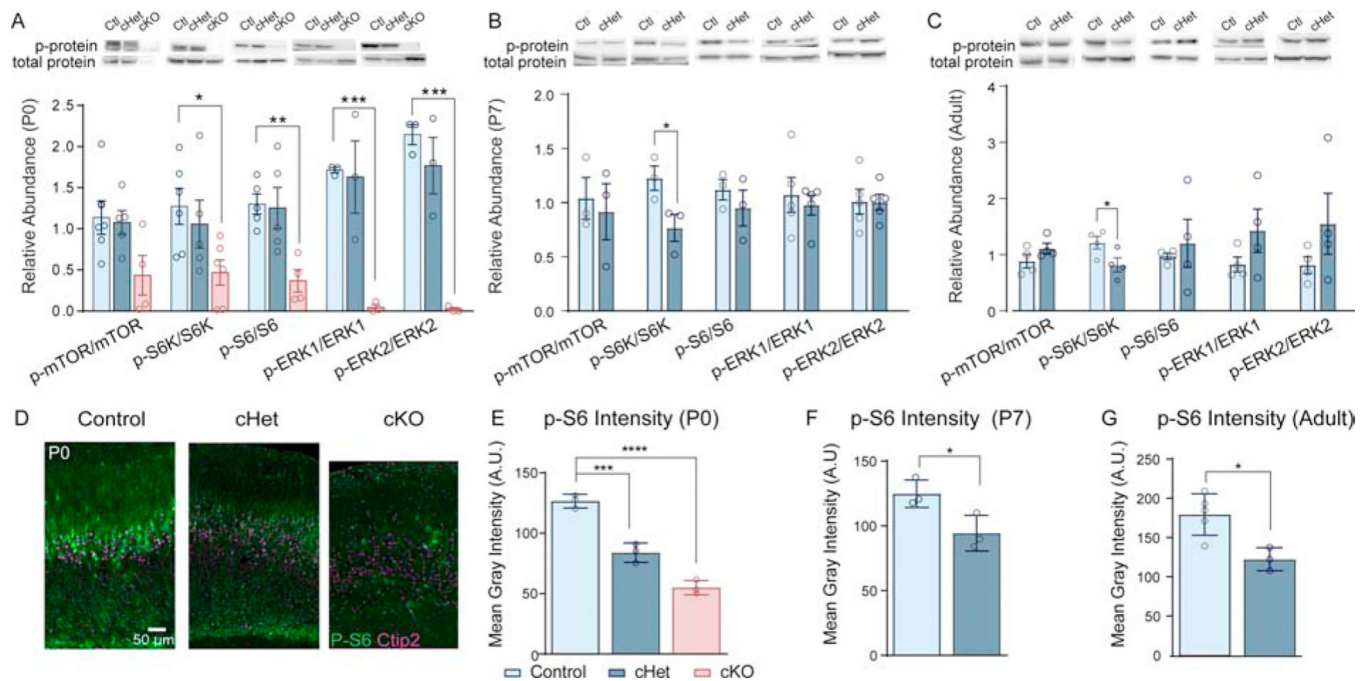 A
Ctl cHet cKO Ctl cHet cKO Ctl cHet cKO Ctl cHet cKO Ctl cHet cKO
p-protein
total protein
Relative Abundance (P0)
2.5
2.0
1.5
1.0
0.5
0.0
* ** *** ***
p-mTOR/mTOR p-S6K/S6K p-S6/S6 p-ERK1/ERK1 p-ERK2/ERK2
B
Ctl cHet Ctl cHet Ctl cHet Ctl cHet Ctl cHet
p-protein
total protein
Relative Abundance (P7)
2.0
1.5
1.0
0.5
0.0
*
p-mTOR/mTOR p-S6K/S6K p-S6/S6 p-ERK1/ERK1 p-ERK2/ERK2
C
Ctl cHet Ctl cHet Ctl cHet Ctl cHet Ctl cHet
p-protein
total protein
Relative Abundance (Adult)
4
3
2
1
0
*
p-mTOR/mTOR p-S6K/S6K p-S6/S6 p-ERK1/ERK1 p-ERK2/ERK2
D Control cHet cKO
P0
50 µm
P-S6 Ctip2
E p-S6 Intensity (P0)
Mean Gray Intensity (A.U.)
150
100
50
0
*** ****
Control cHet cKO
F p-S6 Intensity (P7)
Mean Gray Intensity (A.U)
150
100
50
0
*
G p-S6 Intensity (Adult)
Mean Gray Intensity (A.U.)
250
200
150
100
50
0
*